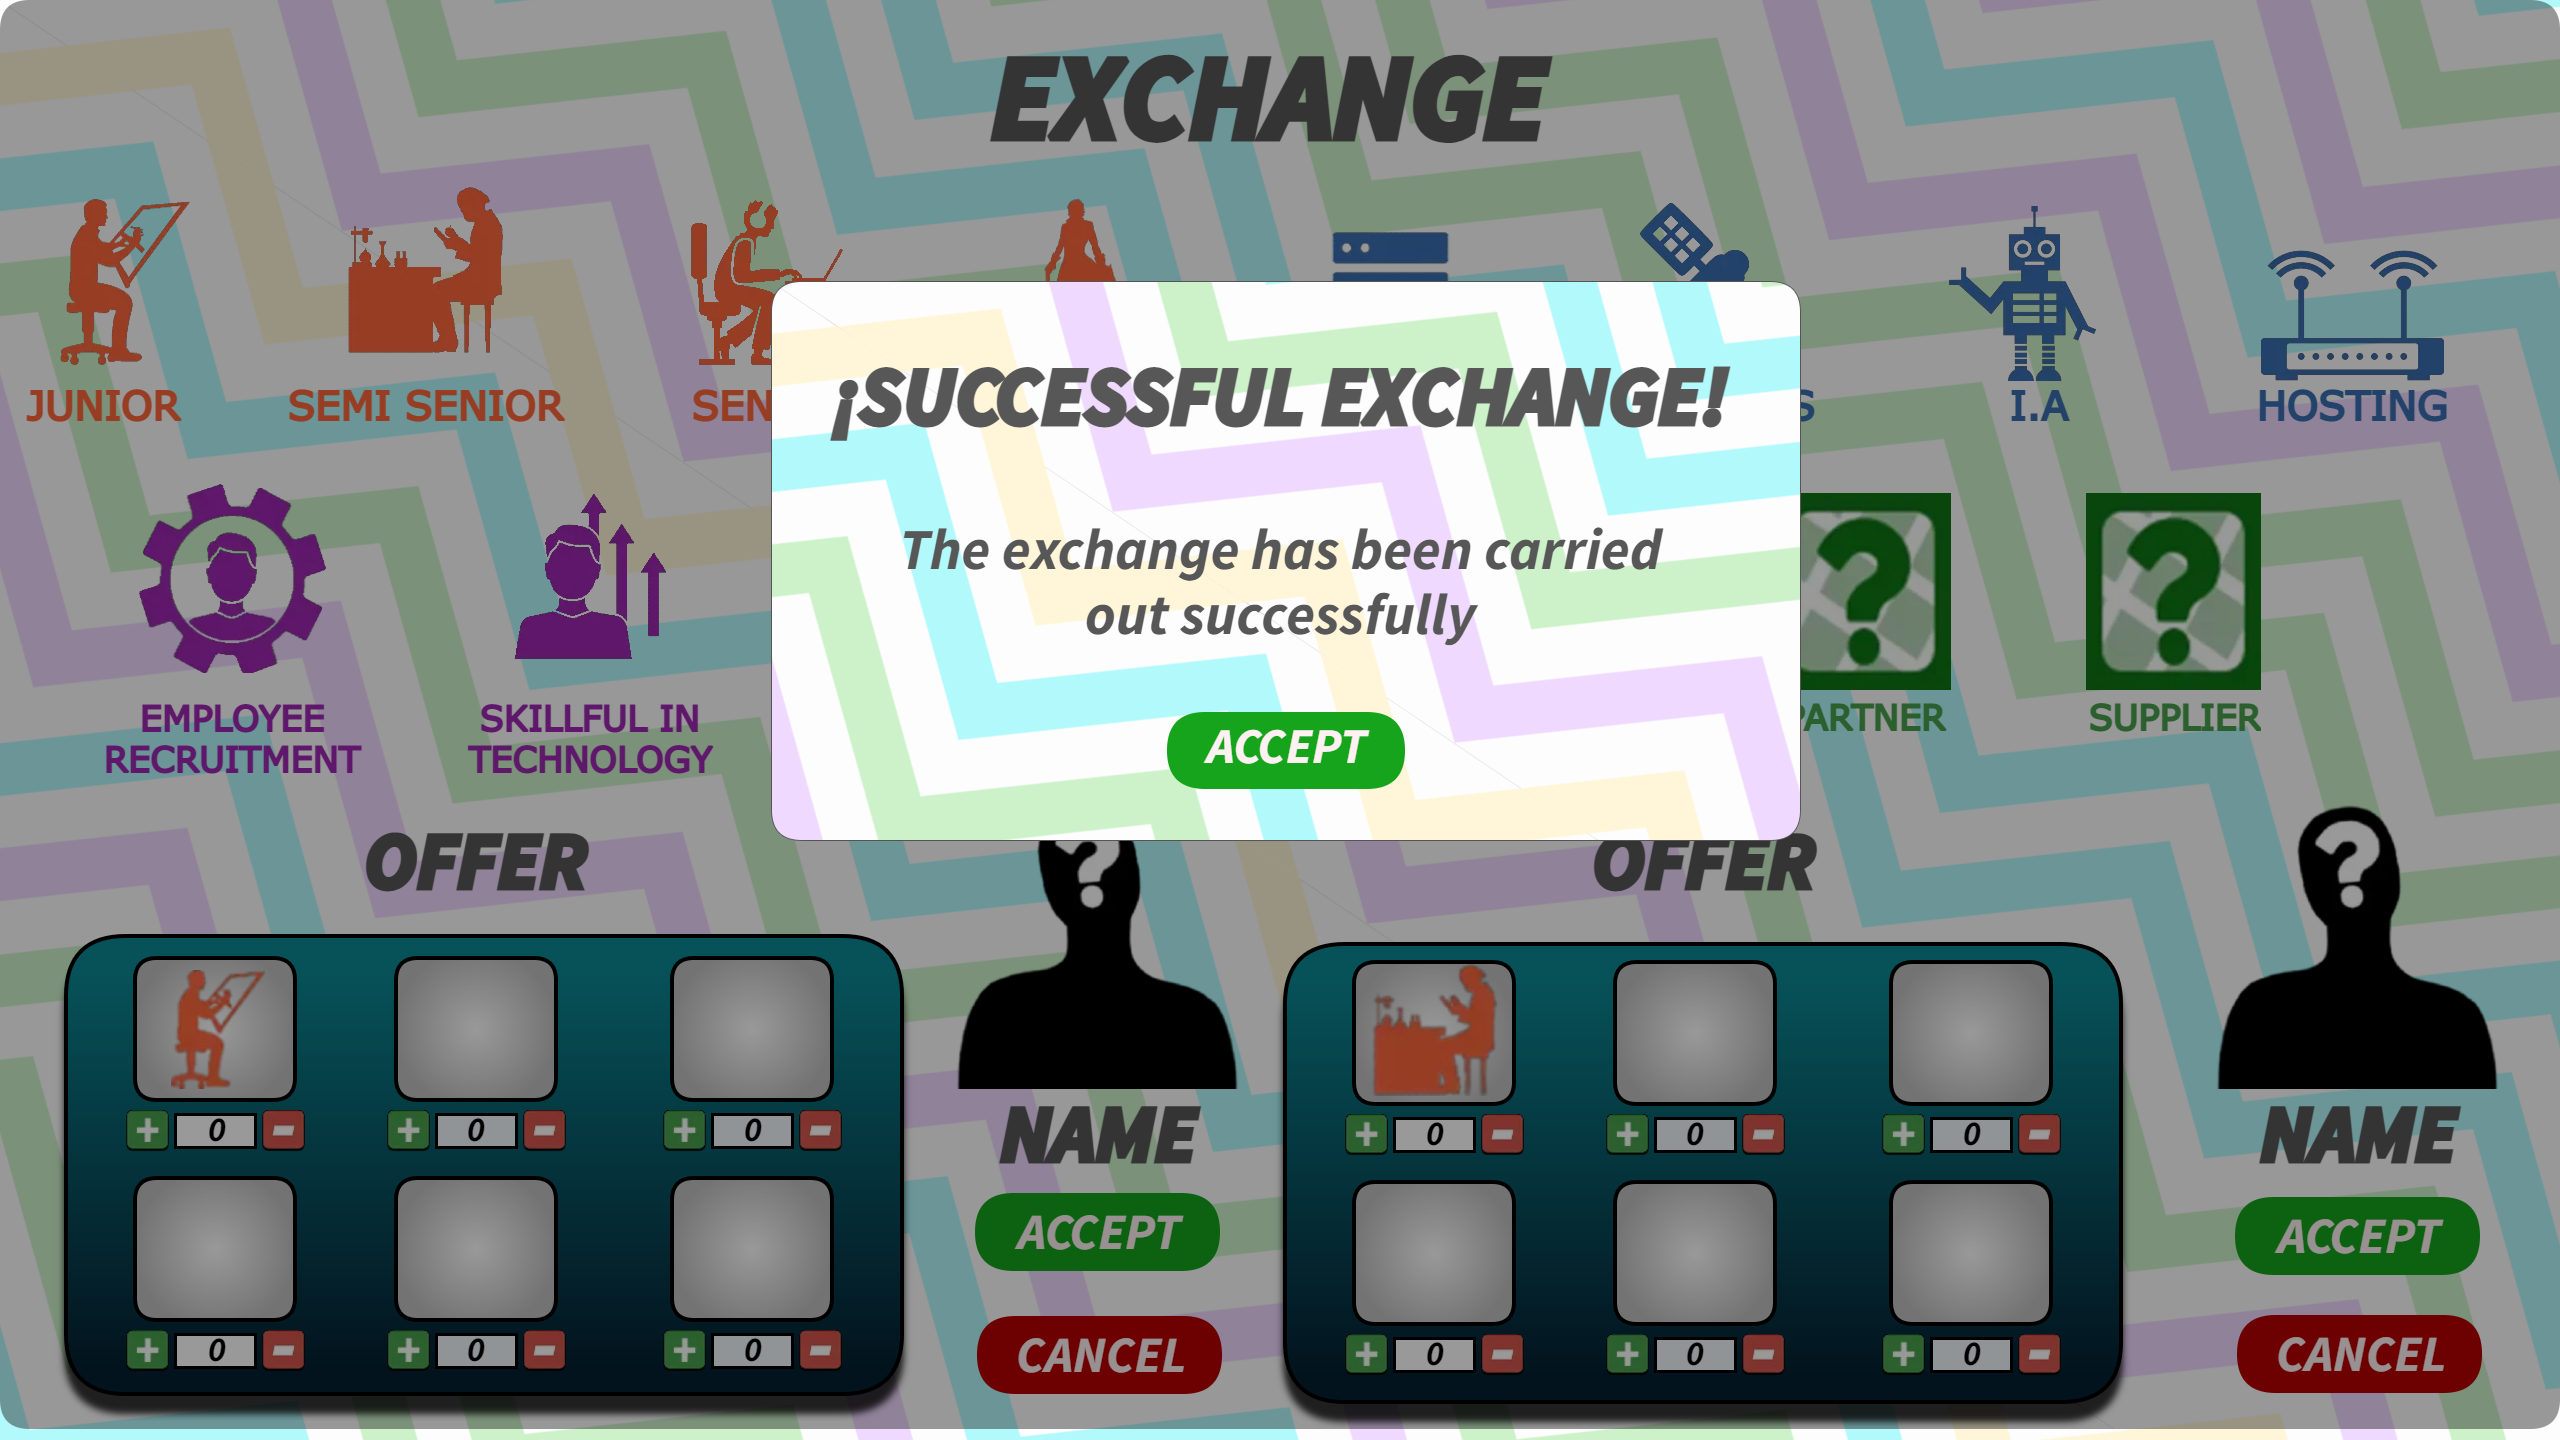 EXCHANGE
JUNIOR
SEMI SENIOR
SEN
S
I.A
HOSTING
¡SUCCESSFUL EXCHANGE!
The exchange has been carried
out successfully
ACCEPT
EMPLOYEE
RECRUITMENT
SKILLFUL IN
TECHNOLOGY
PARTNER
SUPPLIER
OFFER
OFFER
0 0 0
0 0 0
NAME
ACCEPT
CANCEL
0 0 0
0 0 0
NAME
ACCEPT
CANCEL